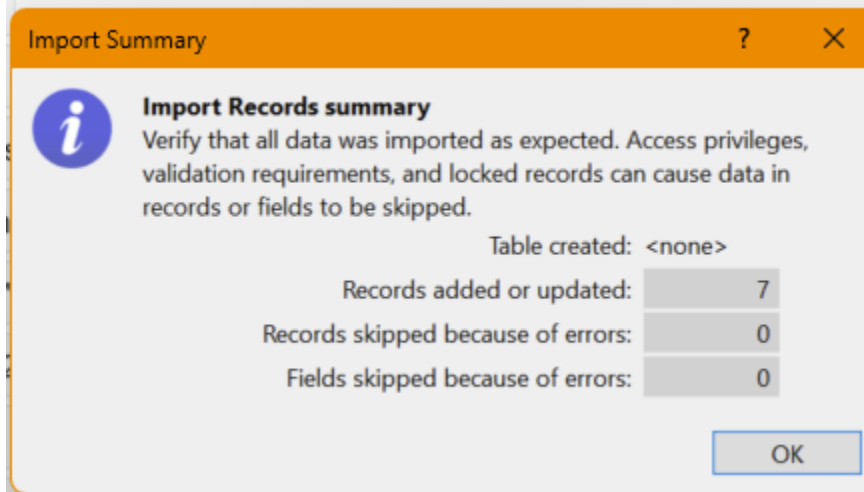 Import Summary ?
Import Records summary
Verify that all data was imported as expected. Access privileges,
validation requirements, and locked records can cause data in
records or fields to be skipped.
Table created: <none>
Records added or updated: 7
Records skipped because of errors: 0
Fields skipped because of errors: 0
OK